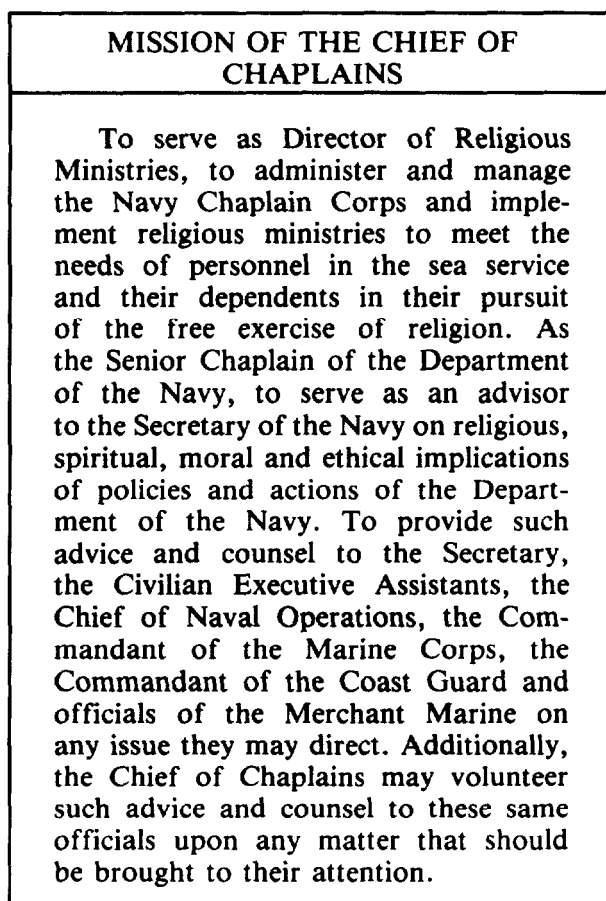 MISSION OF THE CHIEF OF
CHAPLAINS
To serve as Director of Religious
Ministries, to administer and manage
the Navy Chaplain Corps and imple-
ment religious ministries to meet the
needs of personnel in the sea service
and their dependents in their pursuit
of the free exercise of religion. As
the Senior Chaplain of the Department
of the Navy, to serve as an advisor
to the Secretary of the Navy on religious,
spiritual, moral and ethical implications
of policies and actions of the Depart-
ment of the Navy. To provide such
advice and counsel to the Secretary,
the Civilian Executive Assistants, the
Chief of Naval Operations, the Com-
mandant of the Marine Corps, the
Commandant of the Coast Guard and
officials of the Merchant Marine on
any issue they may direct. Additionally,
the Chief of Chaplains may volunteer
such advice and counsel to these same
officials upon any matter that should
be brought to their attention.